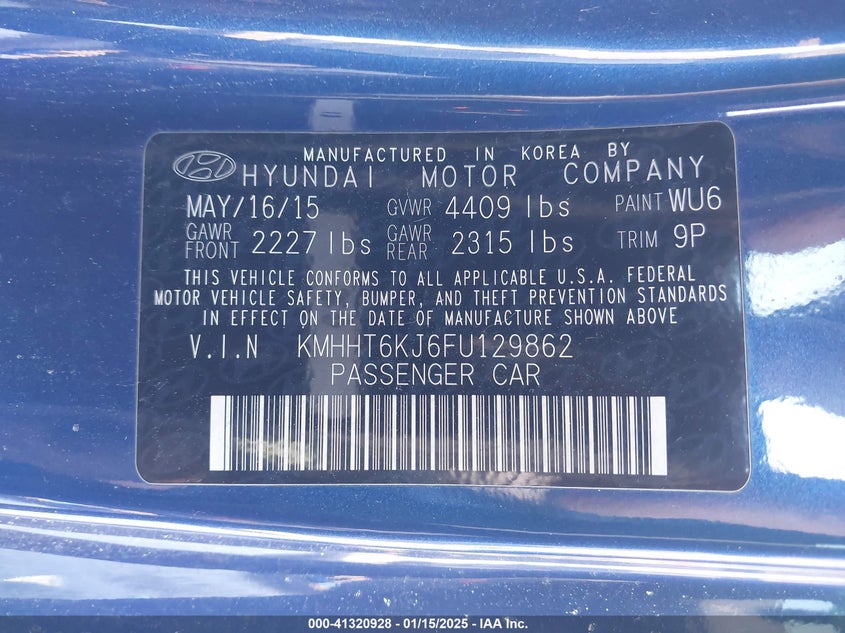 MANUFACTURED IN KOREA BY
HYUNDAI MOTOR COMPANY
MAY/16/15 GVWR 4409 lbs PAINT WU6
GAWR FRONT 2227 lbs GAWR REAR 2315 lbs TRIM 9P
THIS VEHICLE CONFORMS TO ALL APPLICABLE U.S.A. FEDERAL
MOTOR VEHICLE SAFETY, BUMPER, AND THEFT PREVENTION STANDARDS
IN EFFECT ON THE DATE OF MANUFACTURE SHOWN ABOVE
V.I.N KMHHT6KJ6FU129862
PASSENGER CAR
000-41320928 - 01/15/2025 - IAA Inc.